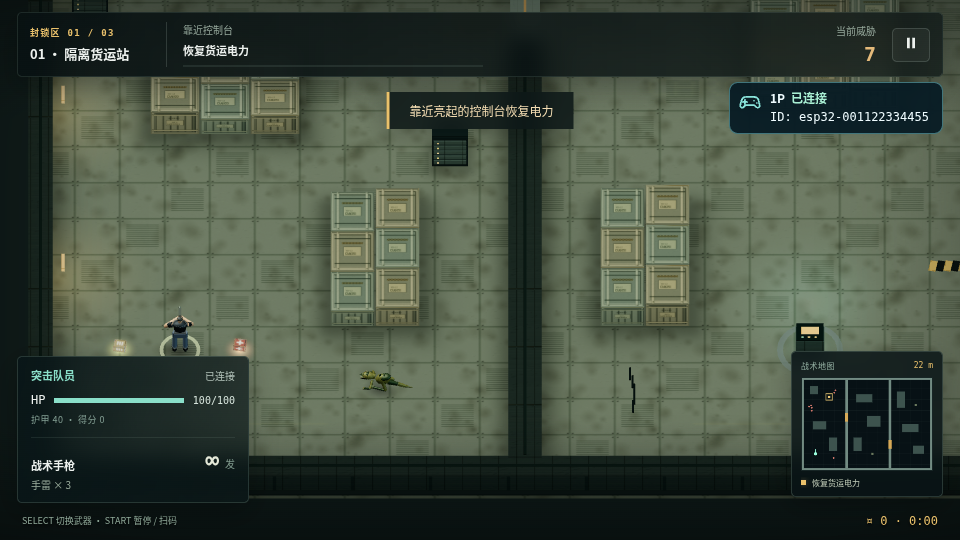 封锁区 01 / 03
01 · 隔离货运站
靠近控制台
恢复货运电力
当前威胁
7
靠近亮起的控制台恢复电力
1P 已连接
ID: esp32-001122334455
突击队员
已连接
HP 100/100
护甲 40 · 得分 0
战术手枪
∞ 发
手雷 × 3
战术地图
22 m
恢复货运电力
SELECT 切换武器 · START 暂停 / 扫码
¤ 0 · 0:00